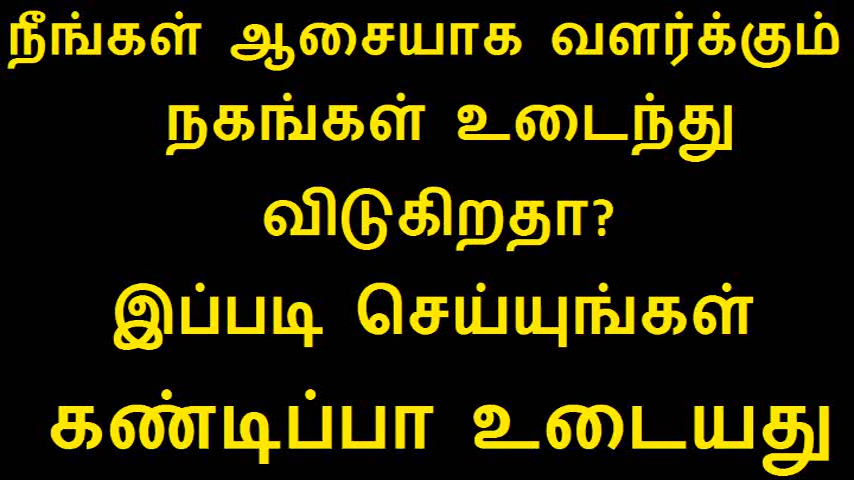 நீங்கள் ஆசையாக வளர்க்கும்
நகங்கள் உடைந்து
விடுகிறதா?
இப்படி செய்யுங்கள்
கண்டிப்பா உடையது